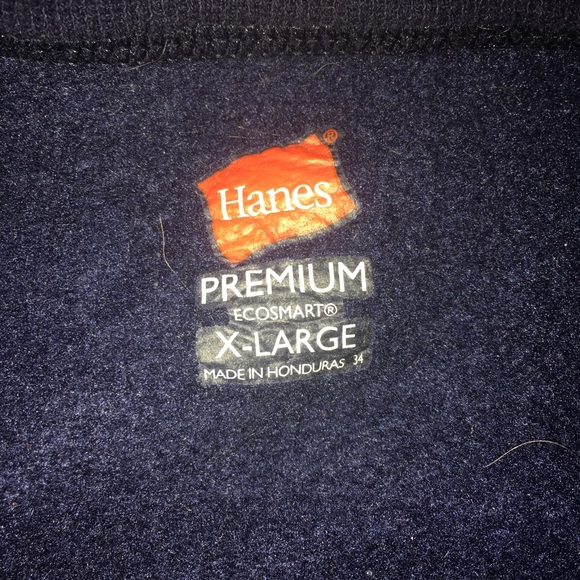 Hanes®
PREMIUM
ECOSMART®
X-LARGE
MADE IN HONDURAS 34